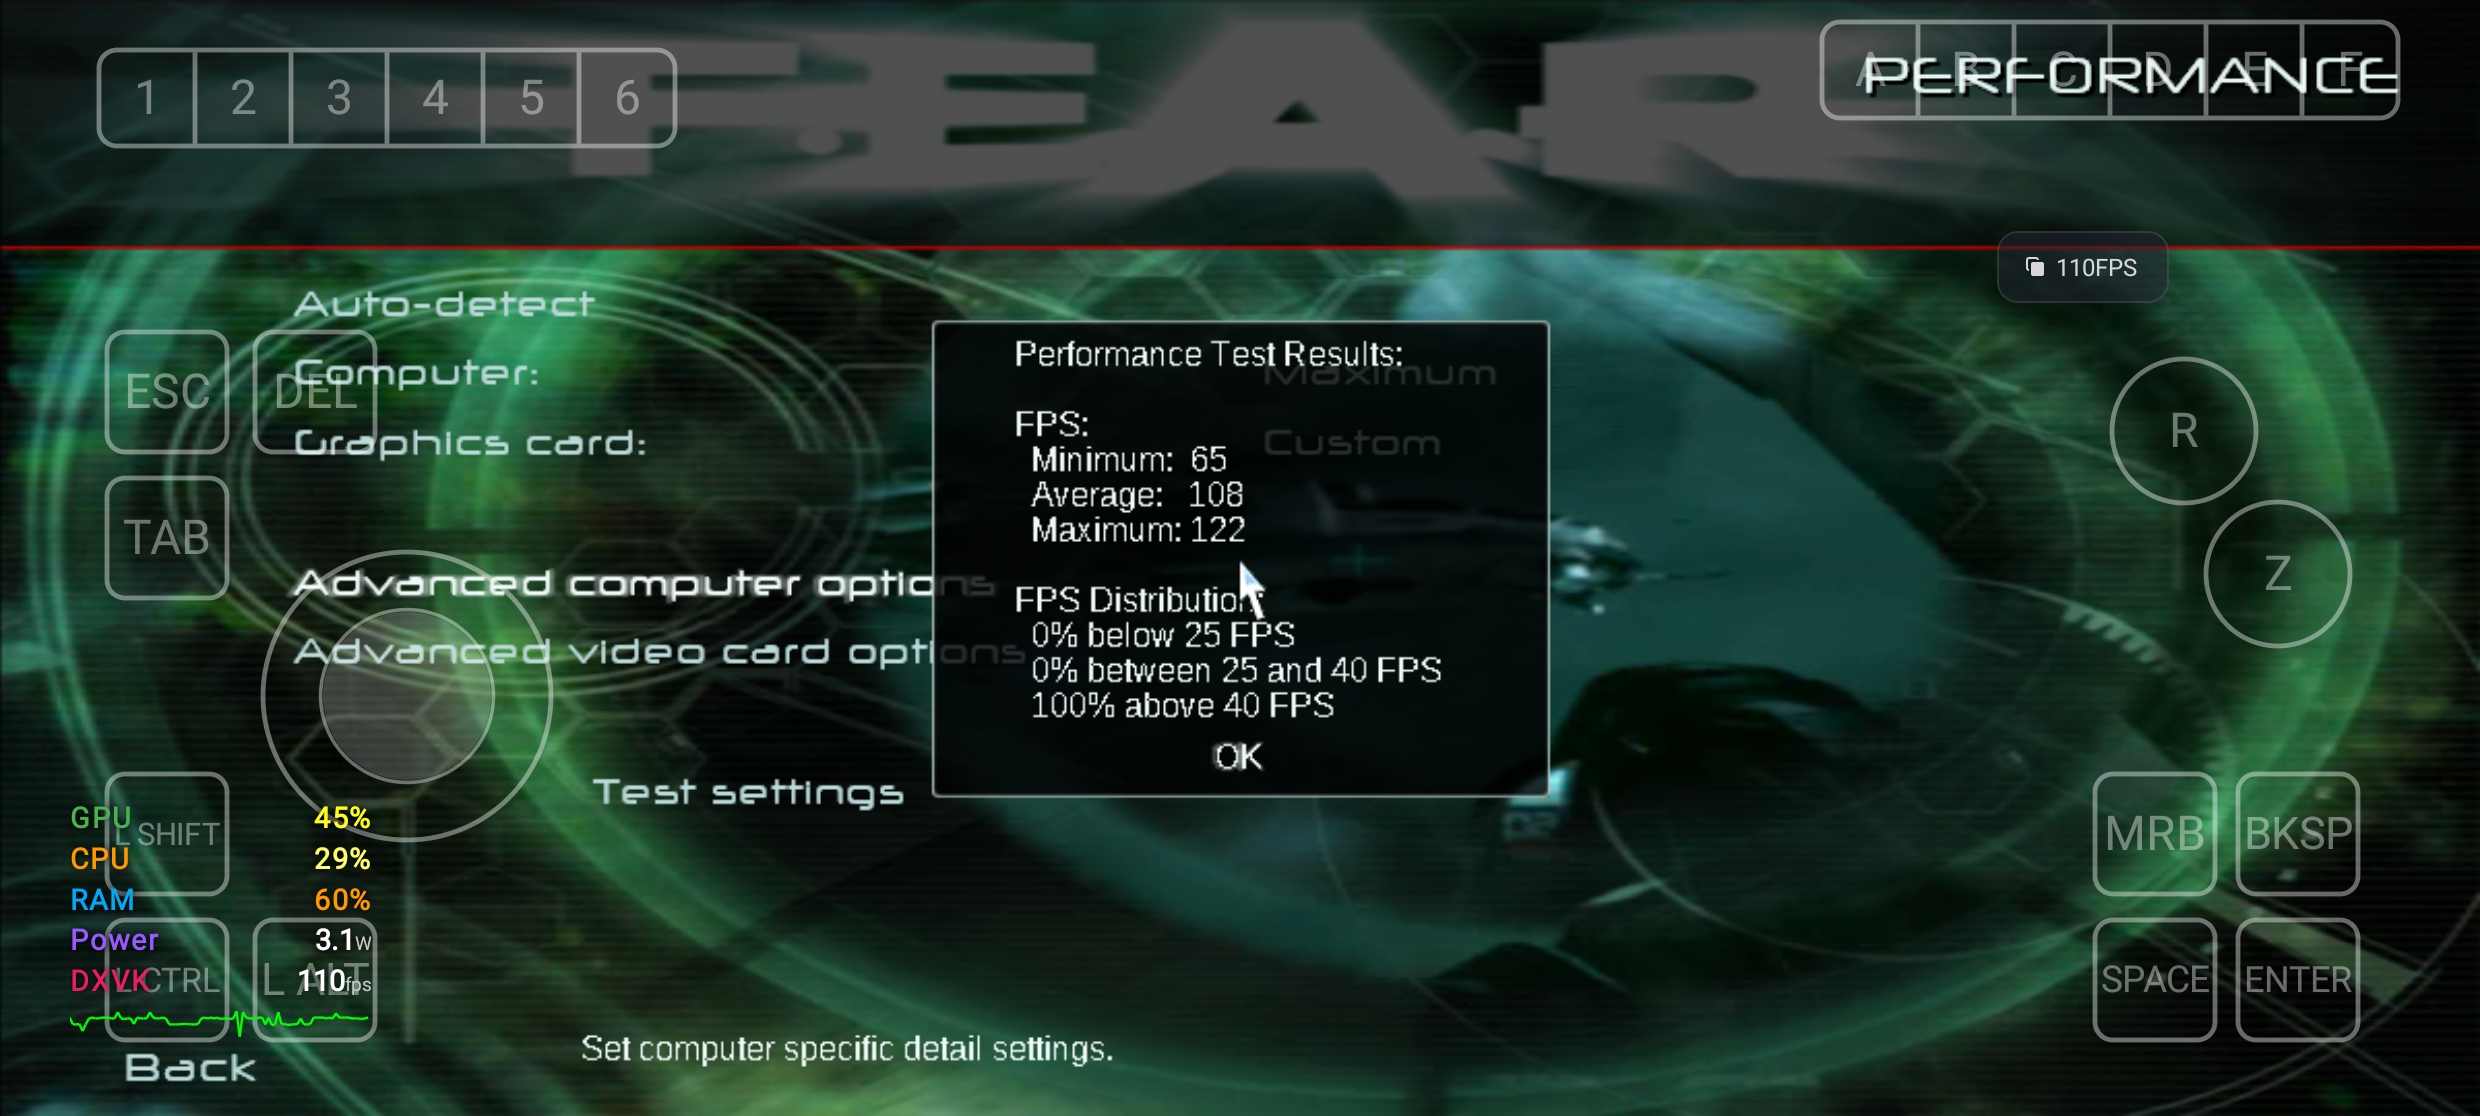 1 2 3 4 5 6
F.E.A.R.
A B C D E F
PERFORMANCE
110FPS
Auto-detect
Computer:
Maximum
Graphics card:
Custom
ESC DEL
TAB
Advanced computer options
Advanced video card options
Test settings
Performance Test Results:
FPS:
Minimum: 65
Average: 108
Maximum: 122
FPS Distribution:
0% below 25 FPS
0% between 25 and 40 FPS
100% above 40 FPS
OK
R
Z
L SHIFT
GPU 45%
CPU 29%
RAM 60%
Power 3.1W
DXVK 110fps
L CTRL L ALT
MRB BKSP
SPACE ENTER
Set computer specific detail settings.
Back